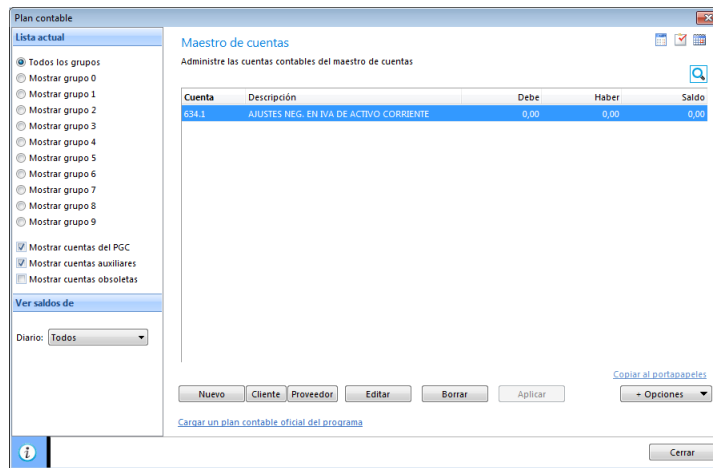 Plan contable
Lista actual
Todos los grupos
Mostrar grupo 0
Mostrar grupo 1
Mostrar grupo 2
Mostrar grupo 3
Mostrar grupo 4
Mostrar grupo 5
Mostrar grupo 6
Mostrar grupo 7
Mostrar grupo 8
Mostrar grupo 9
Mostrar cuentas del PGC
Mostrar cuentas auxiliares
Mostrar cuentas obsoletas
Ver saldos de
Diario: Todos
Maestro de cuentas
Administre las cuentas contables del maestro de cuentas
Cuenta Descripción Debe Haber Saldo
634.1 AJUSTES NEG. EN IVA DE ACTIVO CORRIENTE 0,00 0,00 0,00
Copiar al portapapeles
Nuevo Cliente Proveedor Editar Borrar Aplicar + Opciones
Cargar un plan contable oficial del programa
Cerrar